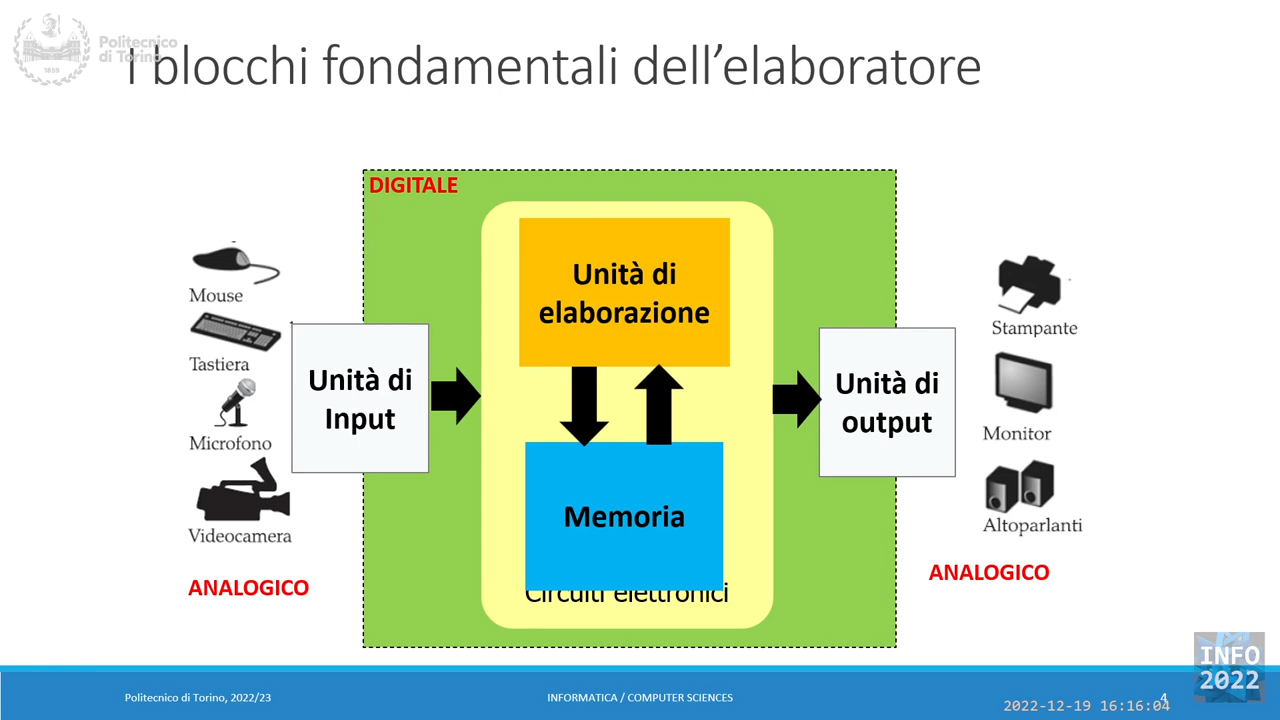 Politecnico
di Torino
1859
I blocchi fondamentali dell’elaboratore
DIGITALE
Mouse
Tastiera
Microfono
Videocamera
ANALOGICO
Unità di
Input
Unità di
elaborazione
Memoria
Circuiti elettronici
Unità di
output
Stampante
Monitor
Altoparlanti
ANALOGICO
INFO
2022
Politecnico di Torino, 2022/23
INFORMATICA / COMPUTER SCIENCES
4
2022-12-19 16:16:04